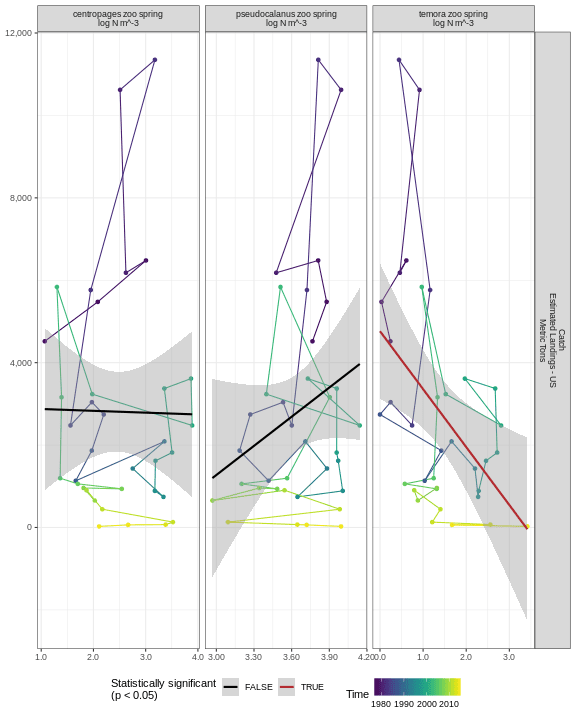 centropages zoo spring
log N m^-3
pseudocalanus zoo spring
log N m^-3
temora zoo spring
log N m^-3
12,000
8,000
4,000
0
Catch
Estimated Landings - US
Metric Tons
1.0 2.0 3.0 4.0
3.00 3.30 3.60 3.90 4.20
0.0 1.0 2.0 3.0
Statistically significant
(p < 0.05)
FALSE
TRUE
Time
1980 1990 2000 2010